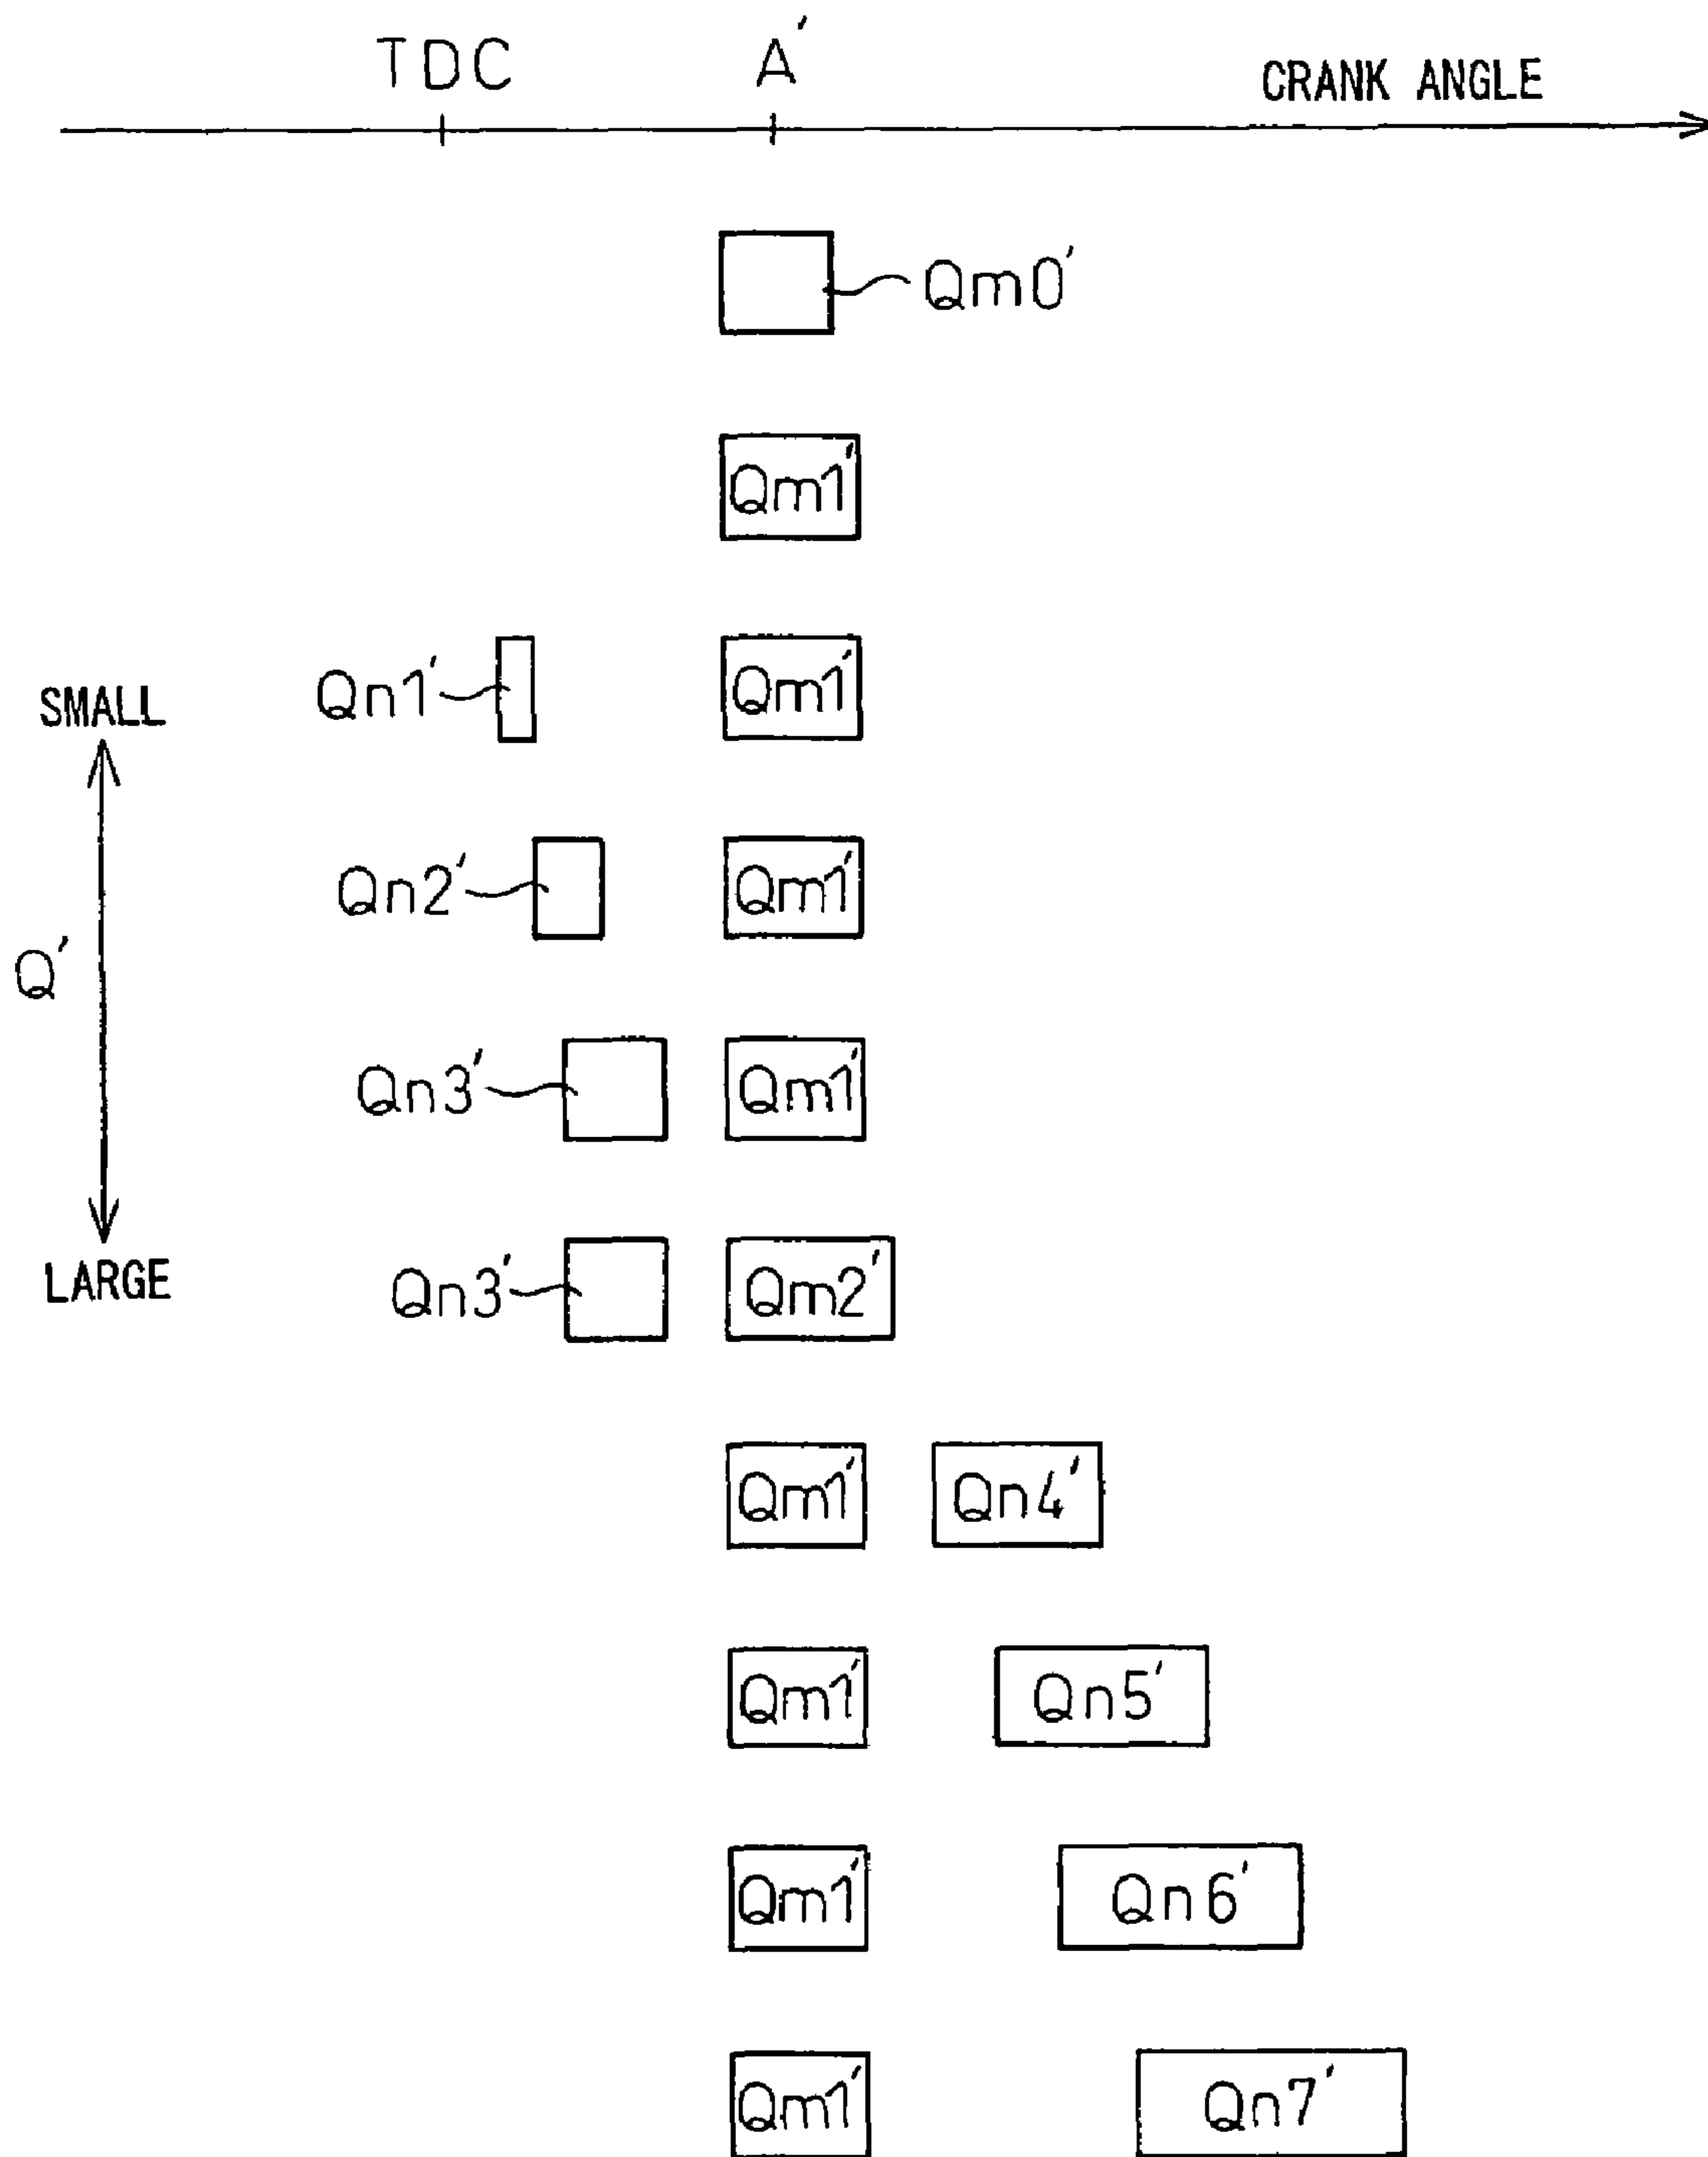 TDC A' CRANK ANGLE
Qm0'
Qm1'
Qn1' Qm1'
SMALL
Qn2' Qm1'
Q'
Qn3' Qm1'
LARGE
Qn3' Qm2'
Qm1' Qn4'
Qm1' Qn5'
Qm1' Qn6'
Qm1' Qn7'